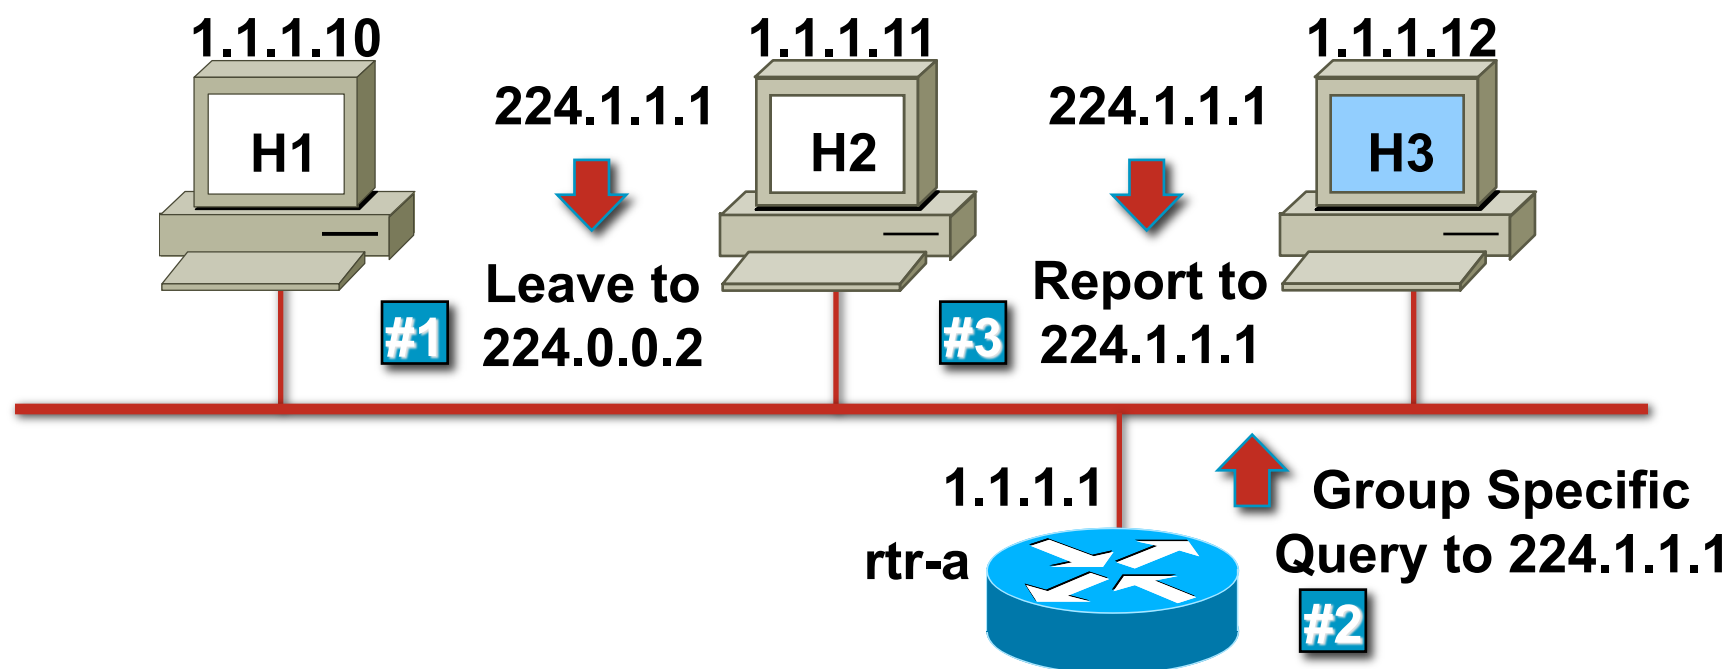 1.1.1.10
1.1.1.11
1.1.1.12
224.1.1.1
224.1.1.1
H1
H2
H3
Leave to
224.0.0.2
#1
Report to
224.1.1.1
#3
1.1.1.1
rtr-a
Group Specific
Query to 224.1.1.1
#2